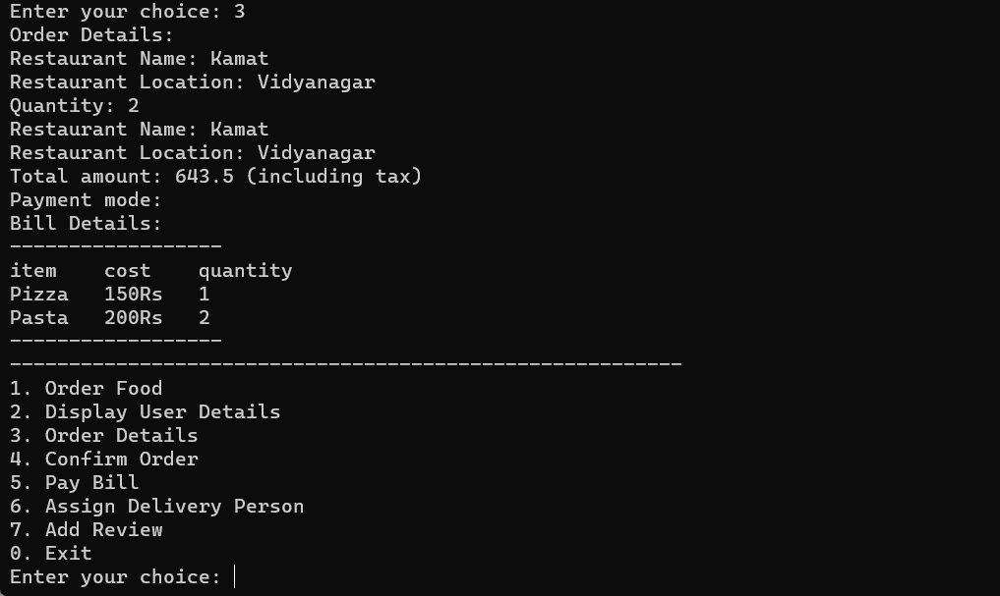 Enter your choice: 3
Order Details:
Restaurant Name: Kamat
Restaurant Location: Vidyanagar
Quantity: 2
Restaurant Name: Kamat
Restaurant Location: Vidyanagar
Total amount: 643.5 (including tax)
Payment mode:
Bill Details:
------------------
item    cost    quantity
Pizza   150Rs   1
Pasta   200Rs   2
------------------
---------------------------------------------------------
1. Order Food
2. Display User Details
3. Order Details
4. Confirm Order
5. Pay Bill
6. Assign Delivery Person
7. Add Review
0. Exit
Enter your choice: